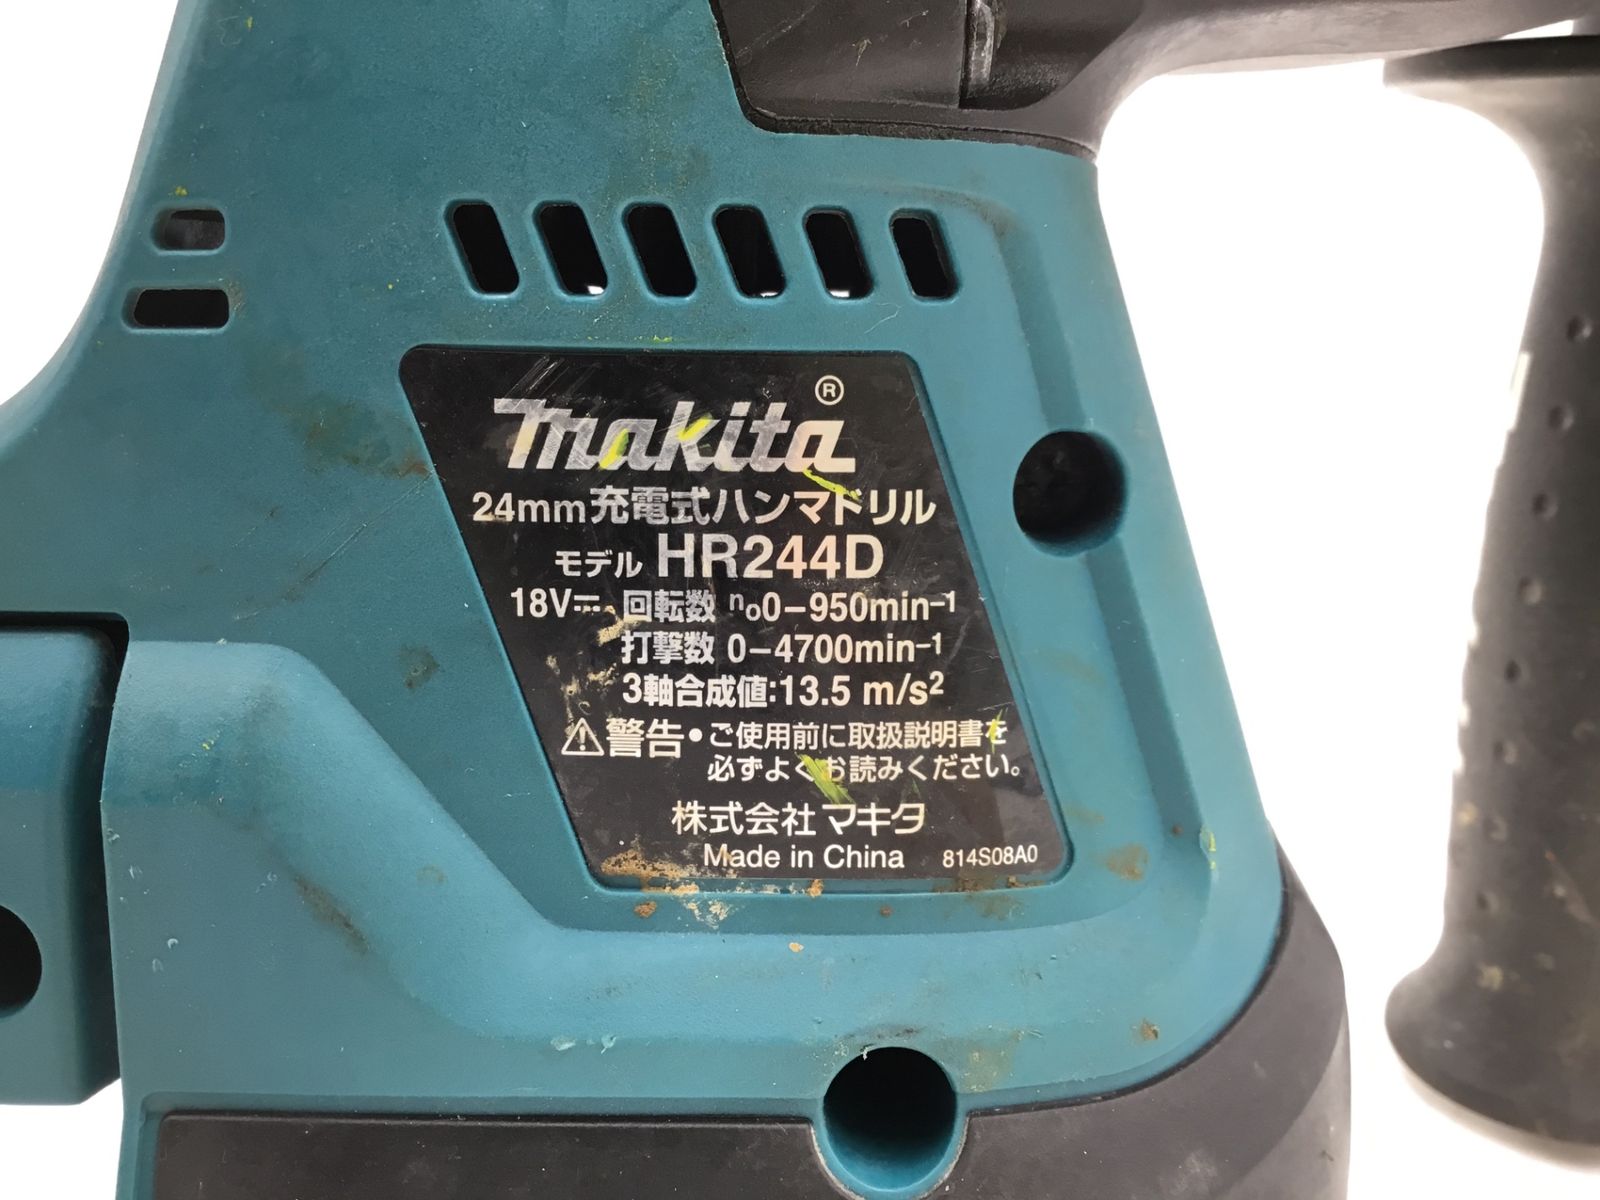 makita®
24mm充電式ハンマドリル
モデル HR244D
18V⎓ 回転数 n₀0−950min⁻¹
打撃数 0−4700min⁻¹
3軸合成値:13.5 m/s²
⚠警告・ご使用前に取扱説明書を
必ずよくお読みください。
株式会社 マキタ
Made in China 814S08A0